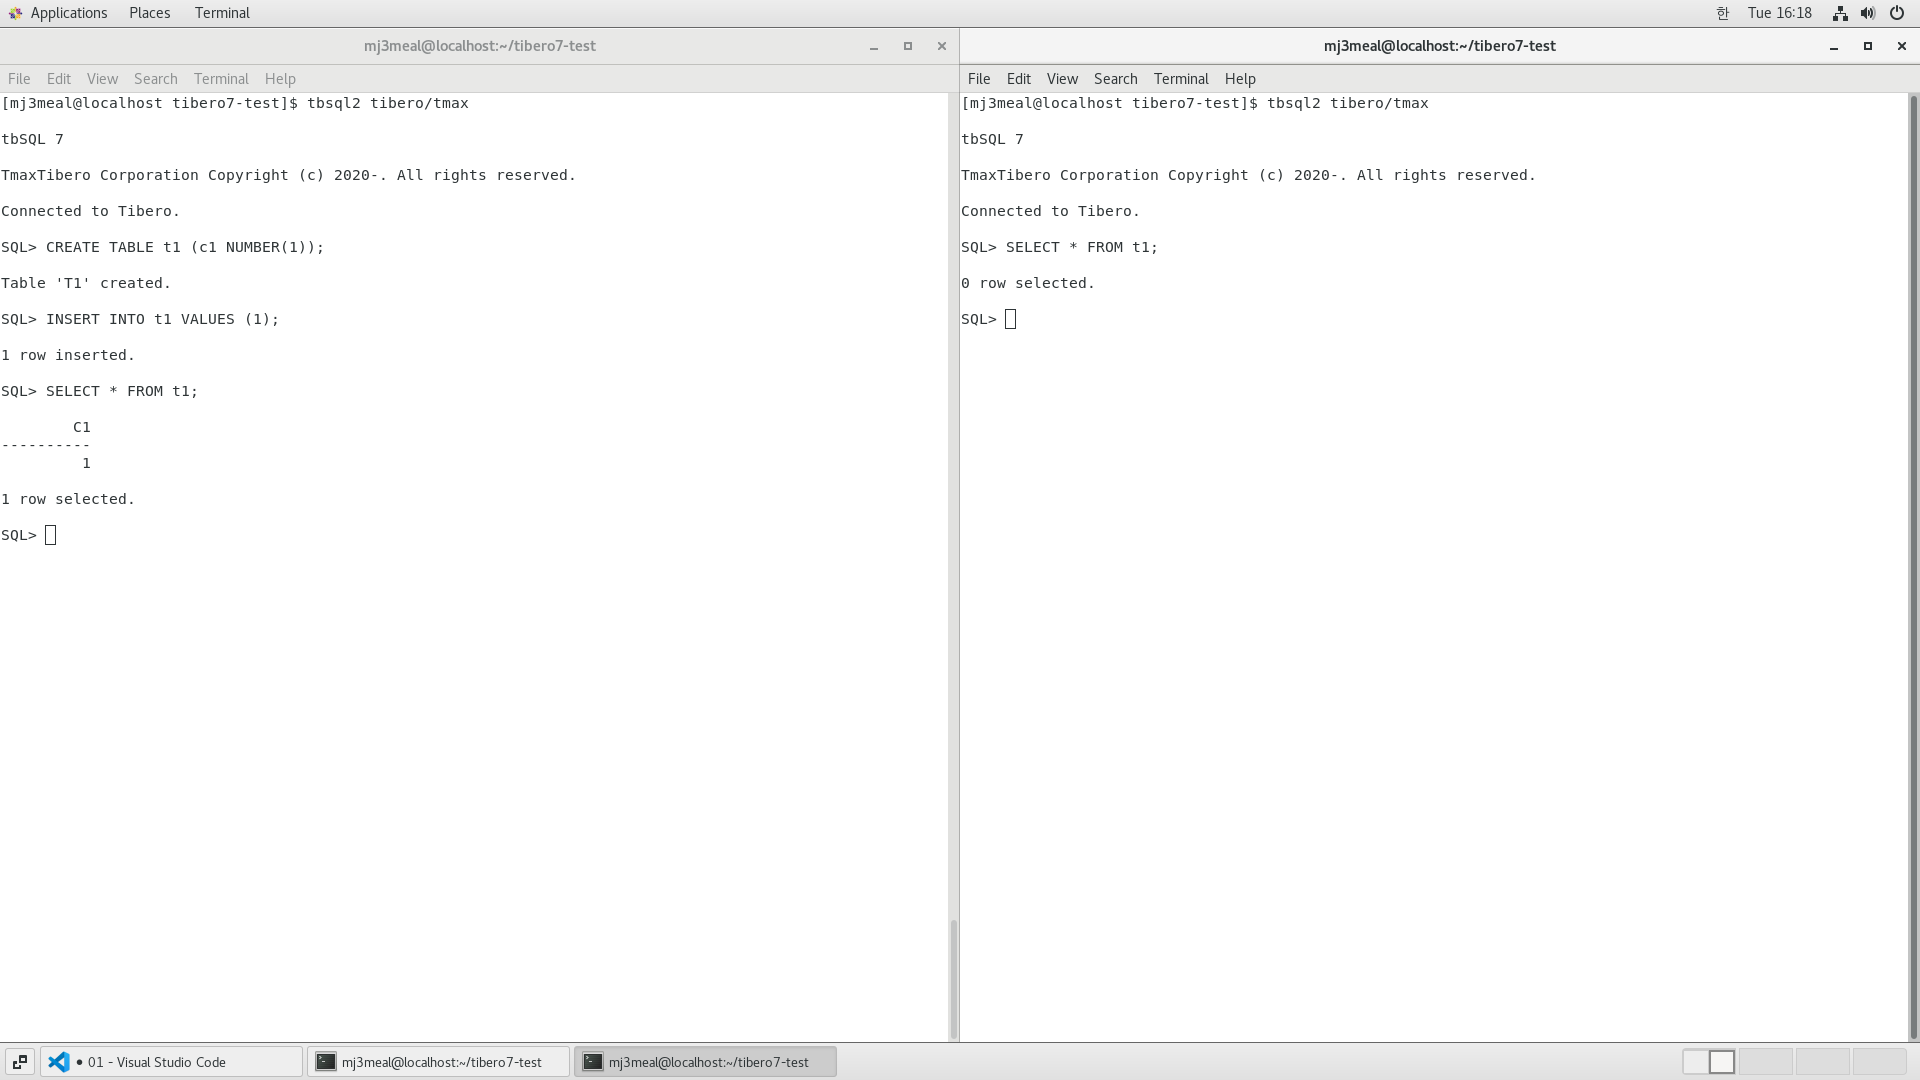 Applications Places Terminal
한 Tue 16:18
mj3meal@localhost:~/tibero7-test
File Edit View Search Terminal Help
[mj3meal@localhost tibero7-test]$ tbsql2 tibero/tmax
tbSQL 7
TmaxTibero Corporation Copyright (c) 2020-. All rights reserved.
Connected to Tibero.
SQL> CREATE TABLE t1 (c1 NUMBER(1));
Table 'T1' created.
SQL> INSERT INTO t1 VALUES (1);
1 row inserted.
SQL> SELECT * FROM t1;
C1
----------
1
1 row selected.
SQL>
mj3meal@localhost:~/tibero7-test
File Edit View Search Terminal Help
[mj3meal@localhost tibero7-test]$ tbsql2 tibero/tmax
tbSQL 7
TmaxTibero Corporation Copyright (c) 2020-. All rights reserved.
Connected to Tibero.
SQL> SELECT * FROM t1;
0 row selected.
SQL>
• 01 - Visual Studio Code
mj3meal@localhost:~/tibero7-test
mj3meal@localhost:~/tibero7-test